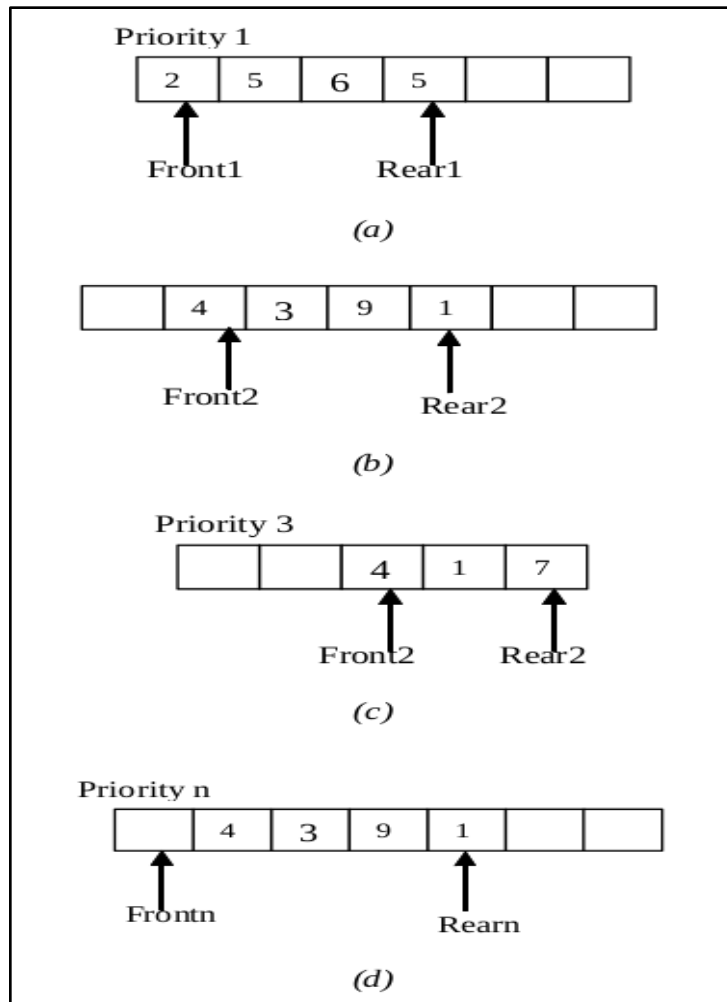 Priority 1
2 5 6 5
Front1 Rear1
(a)
4 3 9 1
Front2 Rear2
(b)
Priority 3
4 1 7
Front2 Rear2
(c)
Priority n
4 3 9 1
Frontn Rearn
(d)